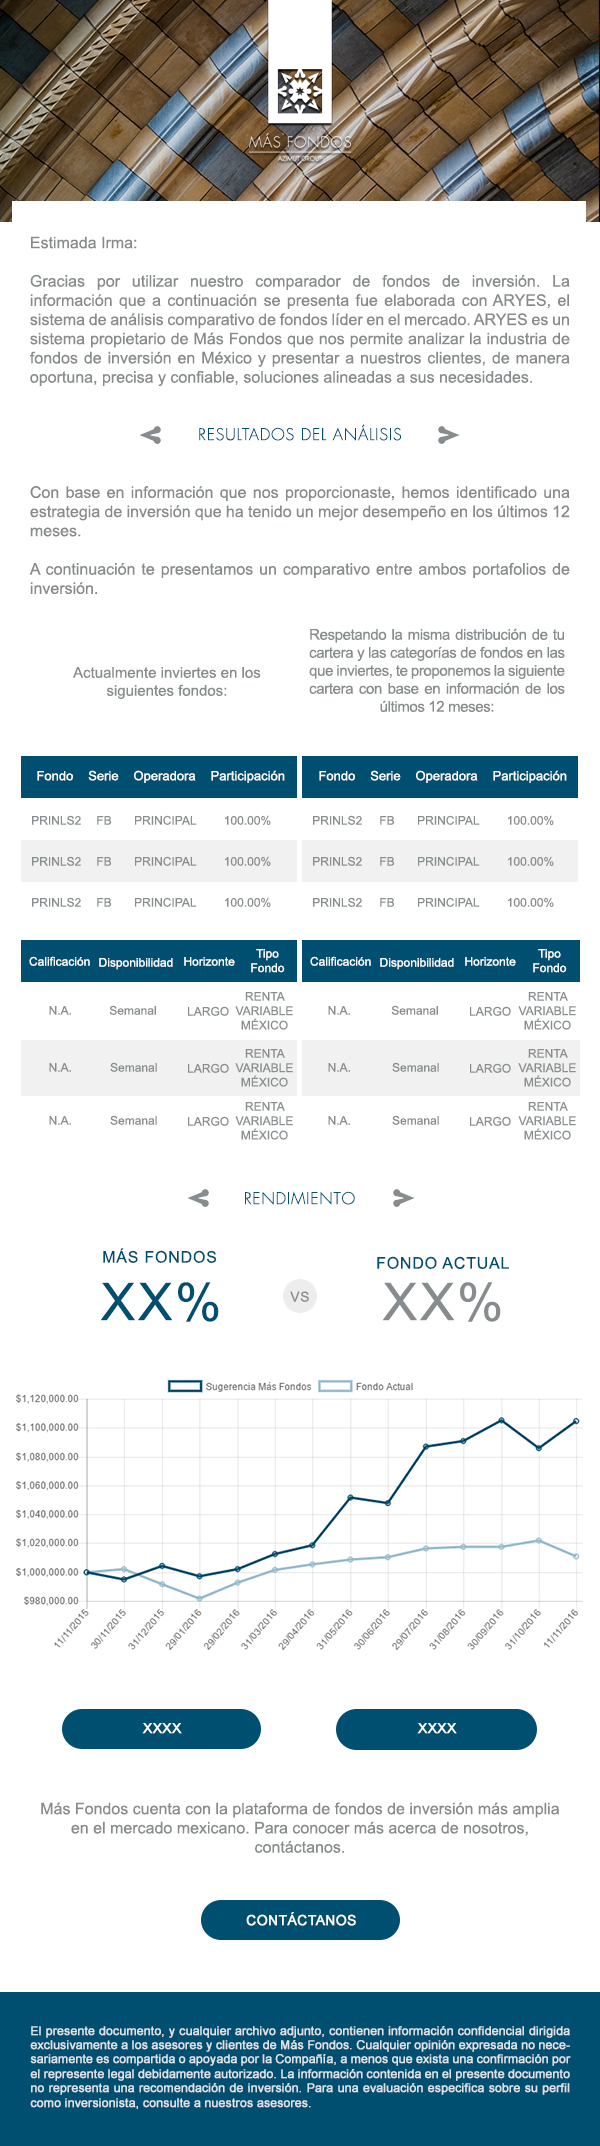 MÁS FONDOS
AZIMUT GROUP
Estimada Irma:
Gracias por utilizar nuestro comparador de fondos de inversión. La
información que a continuación se presenta fue elaborada con ARYES, el
sistema de análisis comparativo de fondos líder en el mercado. ARYES es un
sistema propietario de Más Fondos que nos permite analizar la industria de
fondos de inversión en México y presentar a nuestros clientes, de manera
oportuna, precisa y confiable, soluciones alineadas a sus necesidades.
RESULTADOS DEL ANÁLISIS
Con base en información que nos proporcionaste, hemos identificado una
estrategia de inversión que ha tenido un mejor desempeño en los últimos 12
meses.
A continuación te presentamos un comparativo entre ambos portafolios de
inversión.
Actualmente inviertes en los
siguientes fondos:
Respetando la misma distribución de tu
cartera y las categorías de fondos en las
que inviertes, te proponemos la siguiente
cartera con base en información de los
últimos 12 meses:
Fondo Serie Operadora Participación Fondo Serie Operadora Participación
PRINLS2 FB PRINCIPAL 100.00% PRINLS2 FB PRINCIPAL 100.00%
PRINLS2 FB PRINCIPAL 100.00% PRINLS2 FB PRINCIPAL 100.00%
PRINLS2 FB PRINCIPAL 100.00% PRINLS2 FB PRINCIPAL 100.00%
Calificación Disponibilidad Horizonte Tipo Fondo Calificación Disponibilidad Horizonte Tipo Fondo
N.A. Semanal LARGO RENTA VARIABLE MÉXICO N.A. Semanal LARGO RENTA VARIABLE MÉXICO
N.A. Semanal LARGO RENTA VARIABLE MÉXICO N.A. Semanal LARGO RENTA VARIABLE MÉXICO
N.A. Semanal LARGO RENTA VARIABLE MÉXICO N.A. Semanal LARGO RENTA VARIABLE MÉXICO
RENDIMIENTO
MÁS FONDOS
XX%
VS
FONDO ACTUAL
XX%
Sugerencia Más Fondos Fondo Actual
$1,120,000.00
$1,100,000.00
$1,080,000.00
$1,060,000.00
$1,040,000.00
$1,020,000.00
$1,000,000.00
$980,000.00
11/11/2015 30/11/2015 31/12/2015 29/01/2016 29/02/2016 31/03/2016 29/04/2016 31/05/2016 30/06/2016 29/07/2016 31/08/2016 30/09/2016 31/10/2016 11/11/2016
XXXX XXXX
Más Fondos cuenta con la plataforma de fondos de inversión más amplia
en el mercado mexicano. Para conocer más acerca de nosotros,
contáctanos.
CONTÁCTANOS
El presente documento, y cualquier archivo adjunto, contienen información confidencial dirigida
exclusivamente a los asesores y clientes de Más Fondos. Cualquier opinión expresada no nece-
sariamente es compartida o apoyada por la Compañía, a menos que exista una confirmación por
el represente legal debidamente autorizado. La información contenida en el presente documento
no representa una recomendación de inversión. Para una evaluación especifica sobre su perfil
como inversionista, consulte a nuestros asesores.